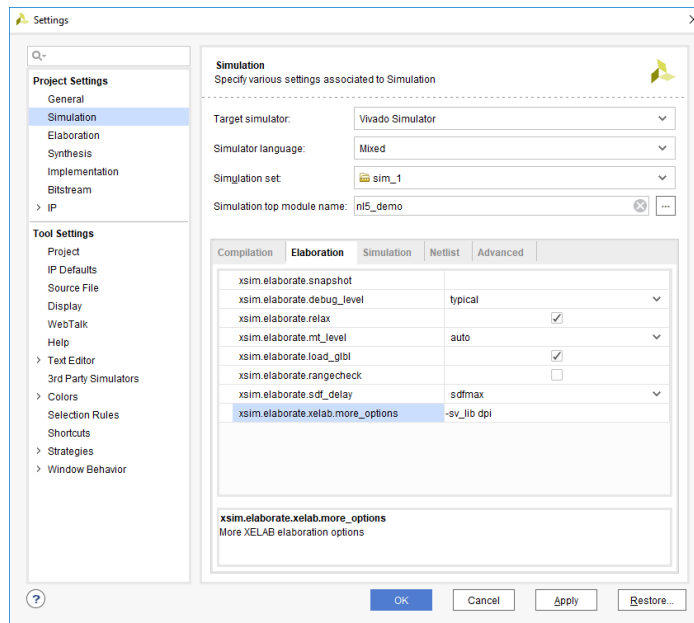 Settings
Project Settings
General
Simulation
Elaboration
Synthesis
Implementation
Bitstream
> IP
Tool Settings
Project
IP Defaults
Source File
Display
WebTalk
Help
> Text Editor
3rd Party Simulators
> Colors
Selection Rules
Shortcuts
> Strategies
> Window Behavior
Simulation
Specify various settings associated to Simulation
Target simulator: Vivado Simulator
Simulator language: Mixed
Simulation set: sim_1
Simulation top module name: nl5_demo
Compilation Elaboration Simulation Netlist Advanced
xsim.elaborate.snapshot
xsim.elaborate.debug_level typical
xsim.elaborate.relax
xsim.elaborate.mt_level auto
xsim.elaborate.load_glbl
xsim.elaborate.rangecheck
xsim.elaborate.sdf_delay sdfmax
xsim.elaborate.xelab.more_options -sv_lib dpi
xsim.elaborate.xelab.more_options
More XELAB elaboration options
? OK Cancel Apply Restore...